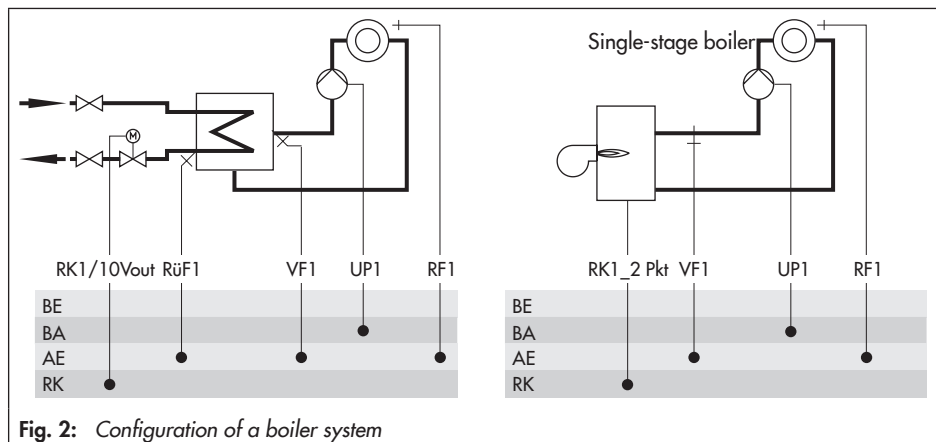 Single-stage boiler
M
RK1/10Vout RüF1 VF1 UP1 RF1
BE
BA
AE
RK
RK1_2 Pkt VF1 UP1 RF1
BE
BA
AE
RK
Fig. 2: Configuration of a boiler system